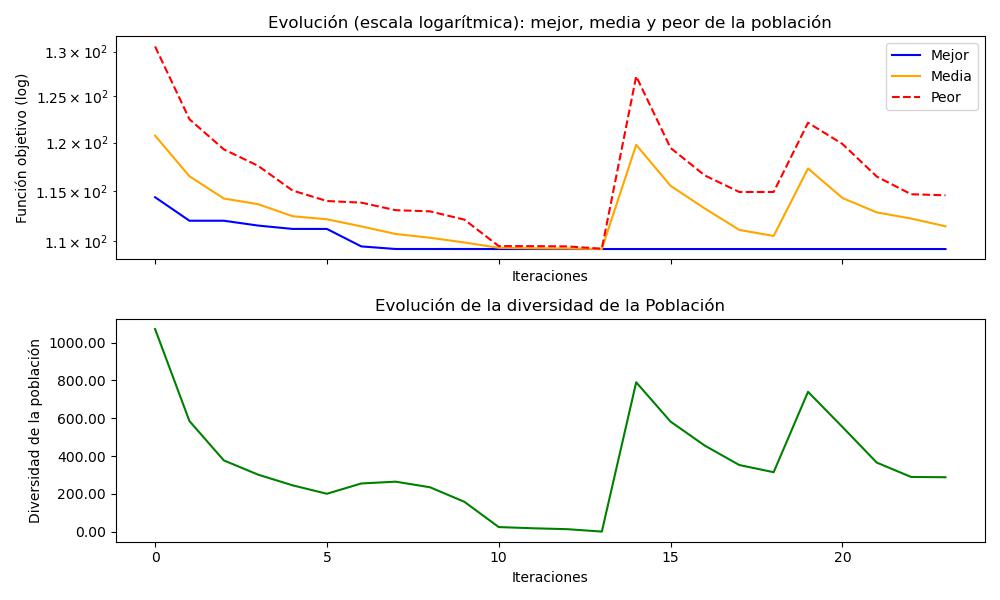 Evolución (escala logarítmica): mejor, media y peor de la población
Función objetivo (log)
1.3 × 10²
1.25 × 10²
1.2 × 10²
1.15 × 10²
1.1 × 10²
Mejor
Media
Peor
Iteraciones
Evolución de la diversidad de la Población
Diversidad de la población
1000.00
800.00
600.00
400.00
200.00
0.00
0 5 10 15 20
Iteraciones